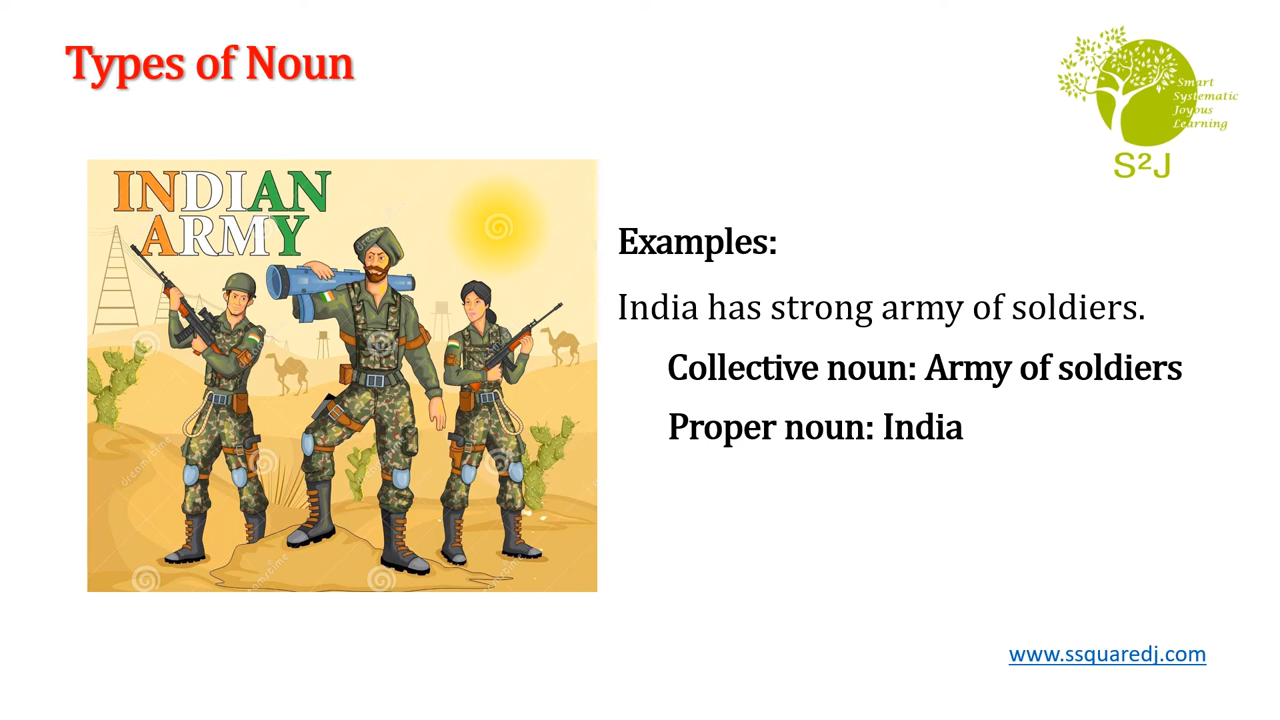 Types of Noun
Smart
Systematic
Joyous
Learning
S²J
INDIAN
ARMY
Examples:
India has strong army of soldiers.
Collective noun: Army of soldiers
Proper noun: India
dreamstime
www.ssquaredj.com